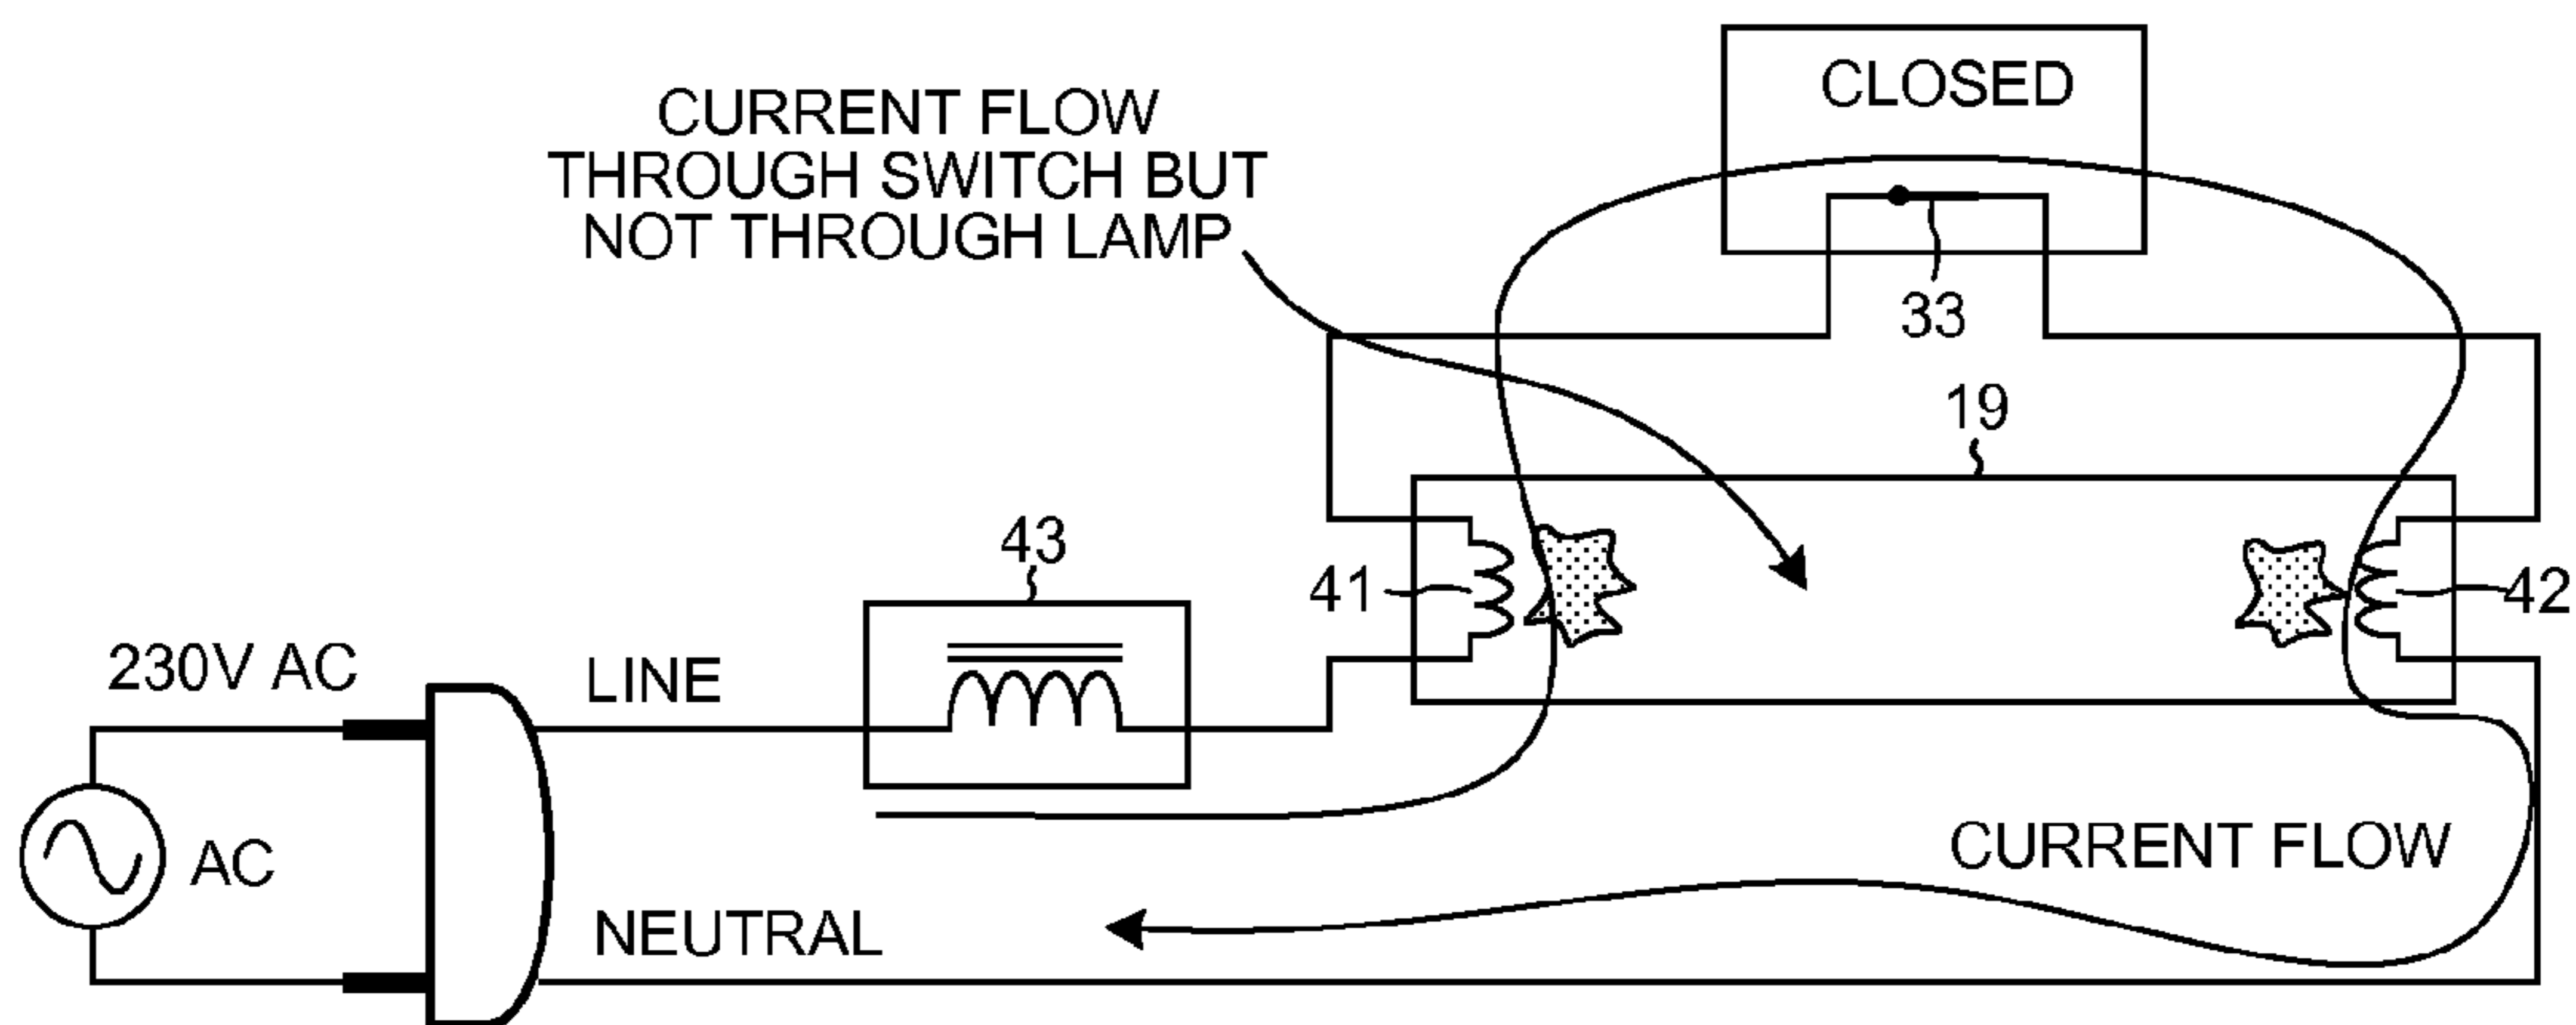 CLOSED
CURRENT FLOW
THROUGH SWITCH BUT
NOT THROUGH LAMP
33
19
43
41
42
230V AC
LINE
AC
CURRENT FLOW
NEUTRAL